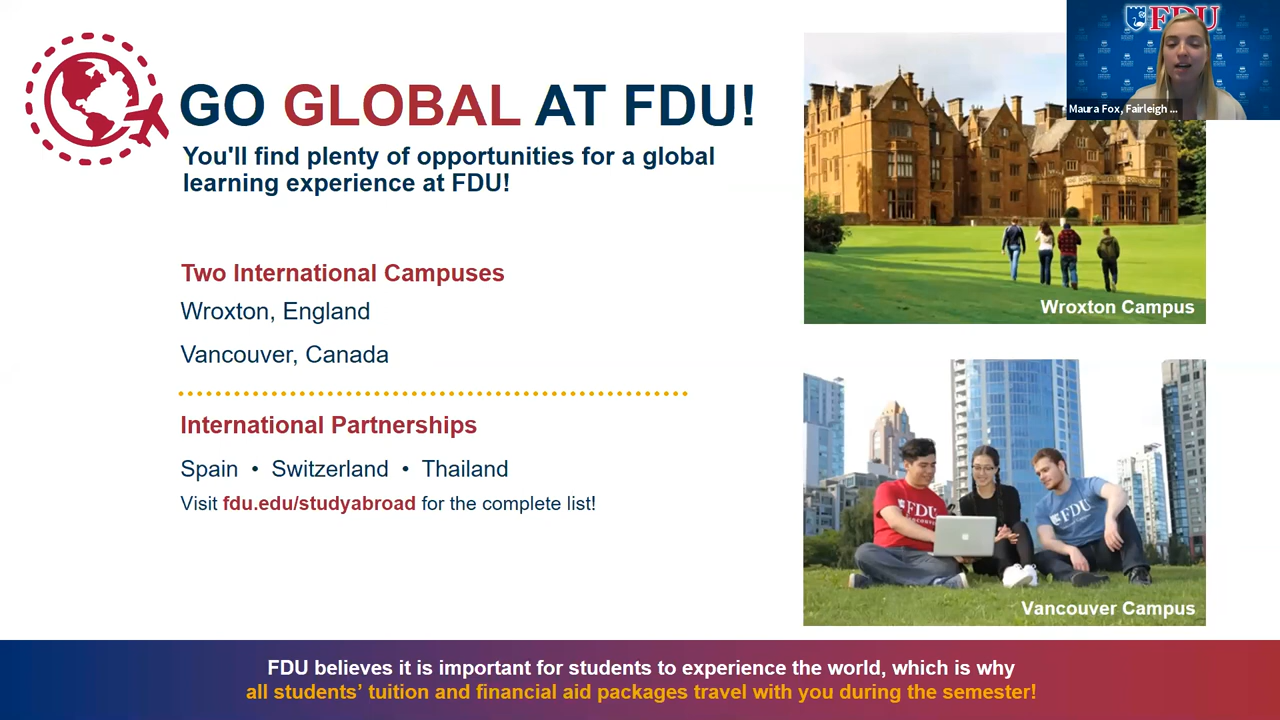 GO GLOBAL AT FDU!
You'll find plenty of opportunities for a global
learning experience at FDU!
Two International Campuses
Wroxton, England
Vancouver, Canada
International Partnerships
Spain • Switzerland • Thailand
Visit fdu.edu/studyabroad for the complete list!
FDU
Maura Fox, Fairleigh ...
Wroxton Campus
FDU
FDU
Vancouver Campus
FDU believes it is important for students to experience the world, which is why
all students’ tuition and financial aid packages travel with you during the semester!